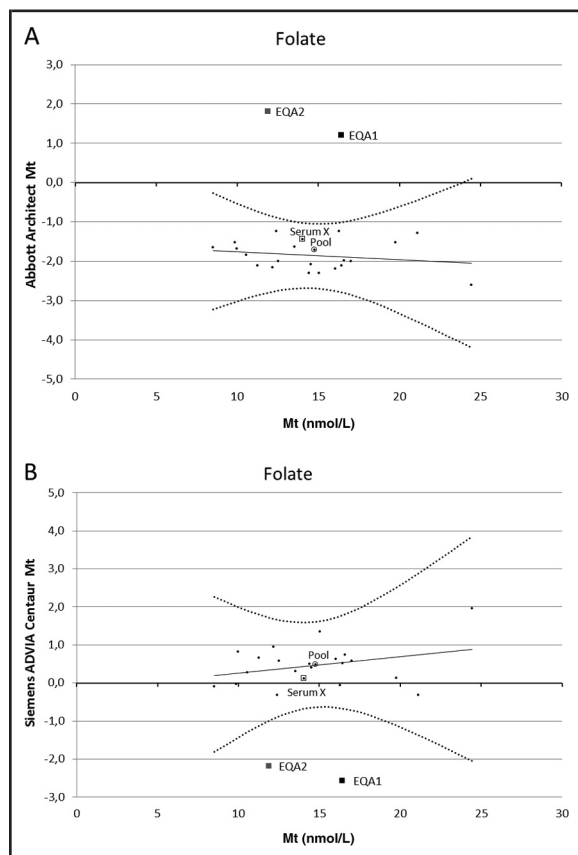 A
Folate
3,0
2,0
1,0
0,0
-1,0
-2,0
-3,0
-4,0
-5,0
Abbott Architect Mt
EQA2
EQA1
Serum X
Pool
0
5
10
15
20
25
30
Mt (nmol/L)
B
Folate
5,0
4,0
3,0
2,0
1,0
0,0
-1,0
-2,0
-3,0
Siemens ADVIA Centaur Mt
Pool
Serum X
EQA2
EQA1
0
5
10
15
20
25
30
Mt (nmol/L)